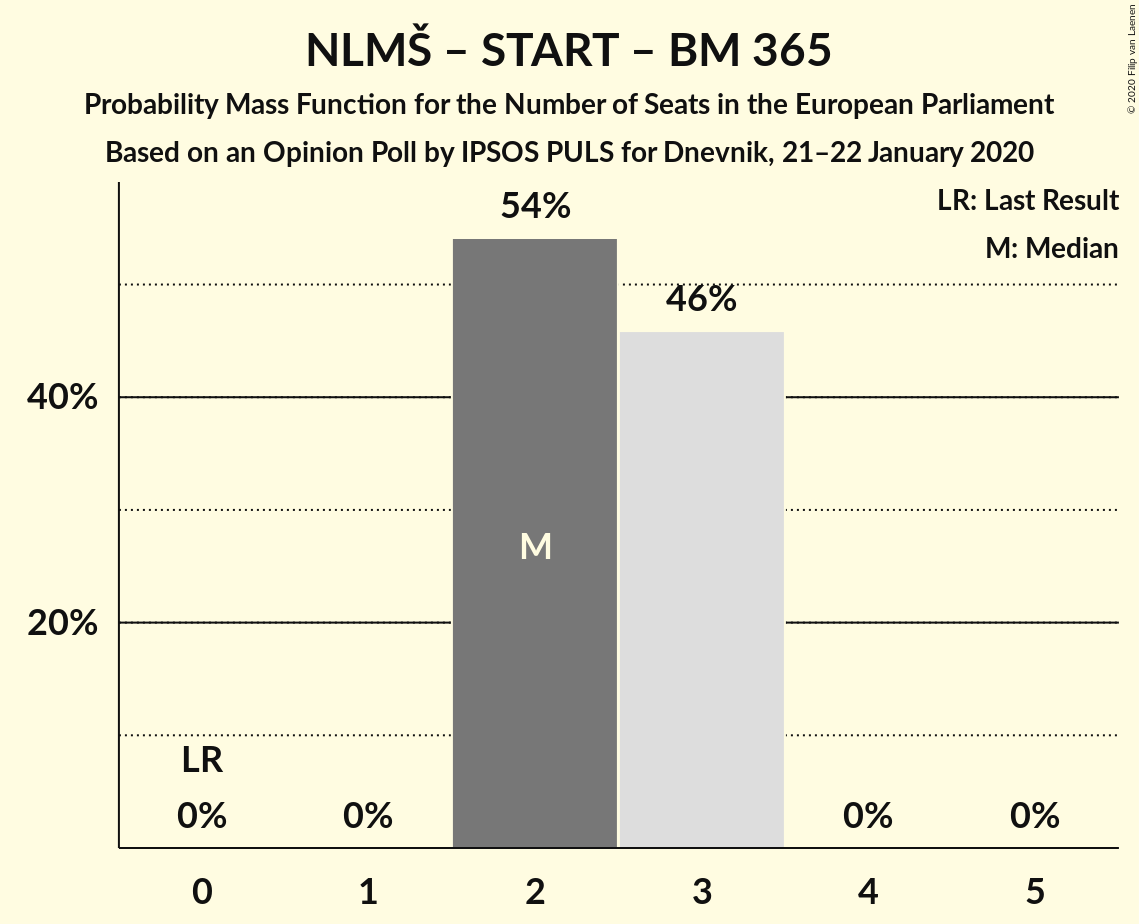 NLMŠ – START – BM 365
Probability Mass Function for the Number of Seats in the European Parliament
Based on an Opinion Poll by IPSOS PULS for Dnevnik, 21–22 January 2020
© 2020 Filip van Laenen
LR: Last Result
M: Median
54%
46%
40%
M
20%
LR
0% 0% 0% 0%
0 1 2 3 4 5